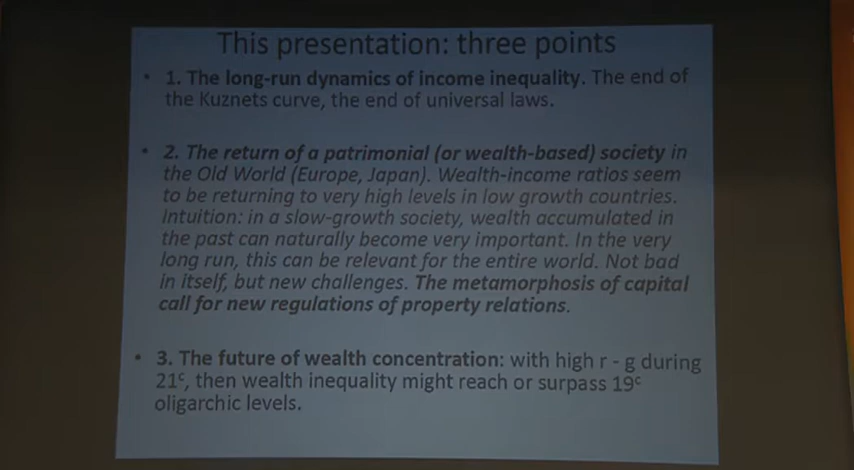 This presentation: three points
• 1. The long-run dynamics of income inequality. The end of
the Kuznets curve, the end of universal laws.
• 2. The return of a patrimonial (or wealth-based) society in
the Old World (Europe, Japan). Wealth-income ratios seem
to be returning to very high levels in low growth countries.
Intuition: in a slow-growth society, wealth accumulated in
the past can naturally become very important. In the very
long run, this can be relevant for the entire world. Not bad
in itself, but new challenges. The metamorphosis of capital
call for new regulations of property relations.
• 3. The future of wealth concentration: with high r - g during
21ᶜ, then wealth inequality might reach or surpass 19ᶜ
oligarchic levels.